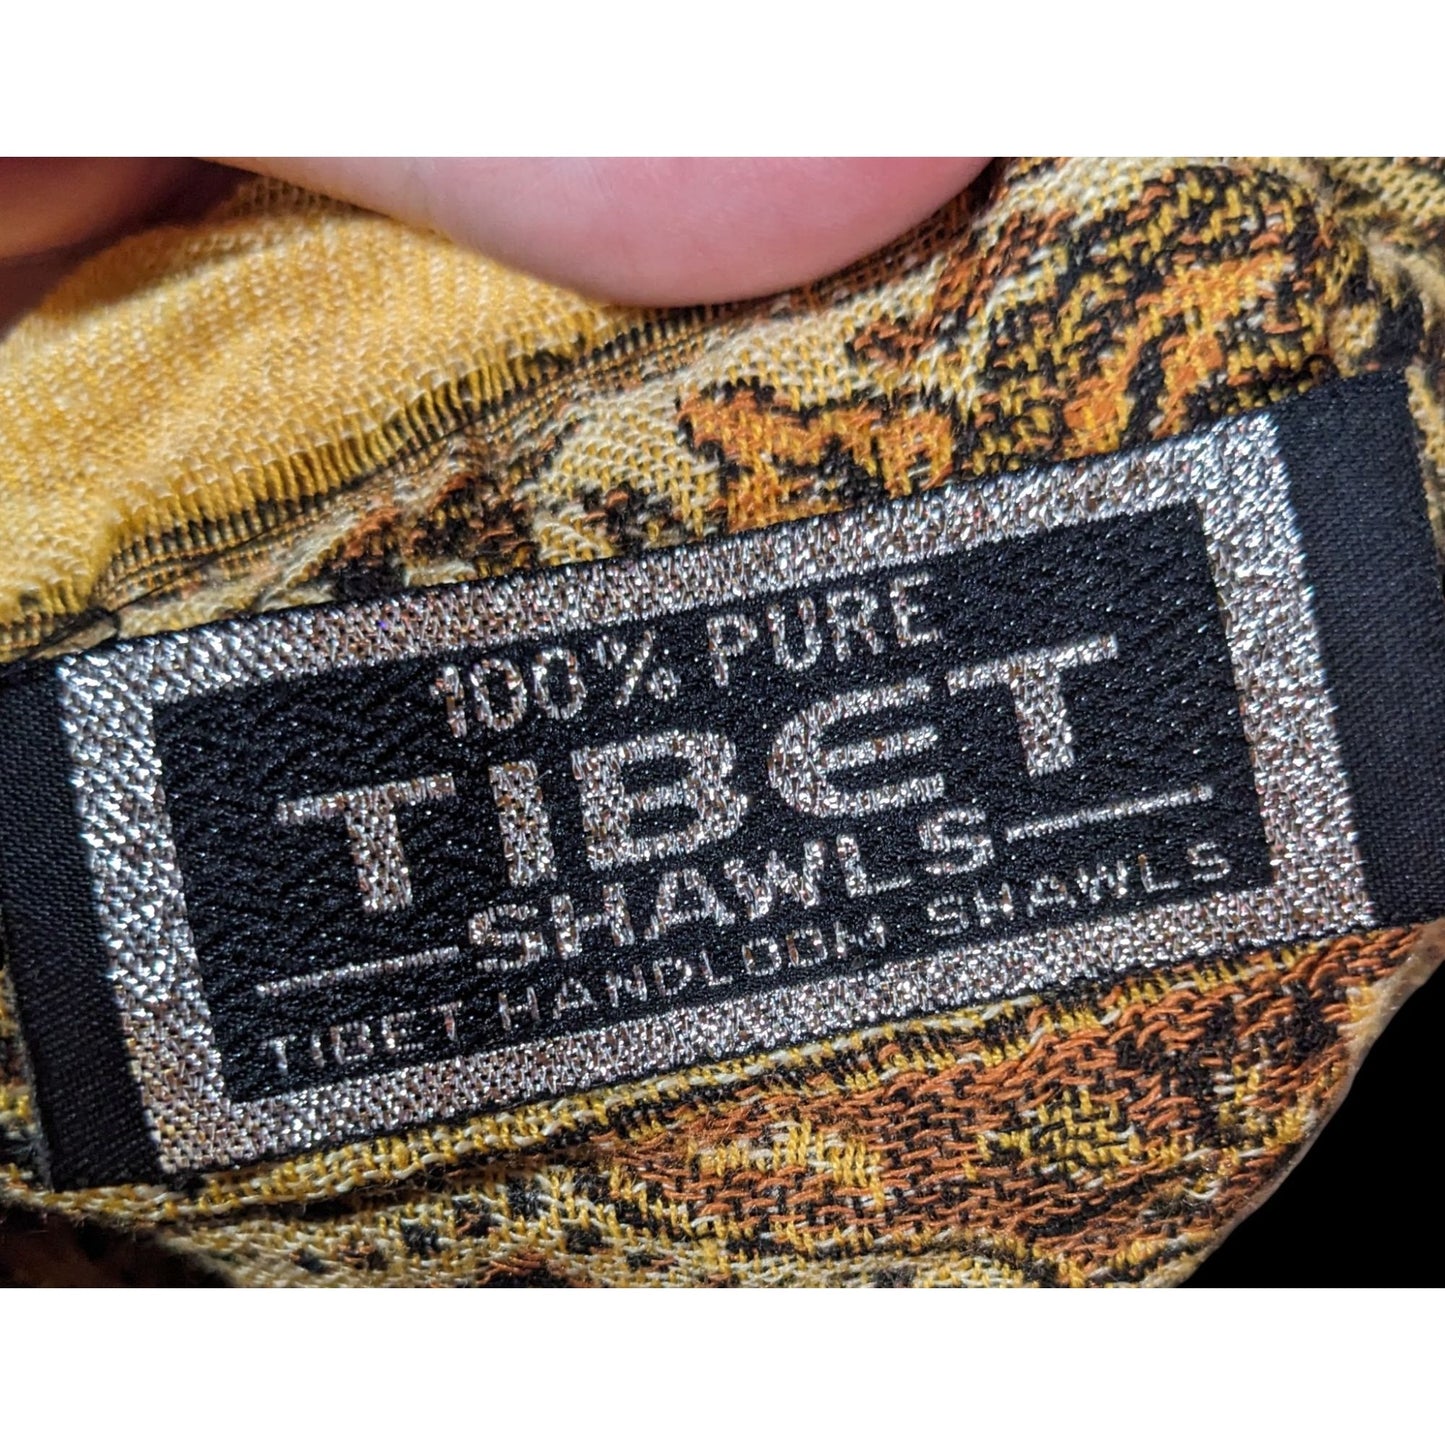 100% PURE
TIBET
SHAWLS
TIBET HANDLOOM SHAWLS